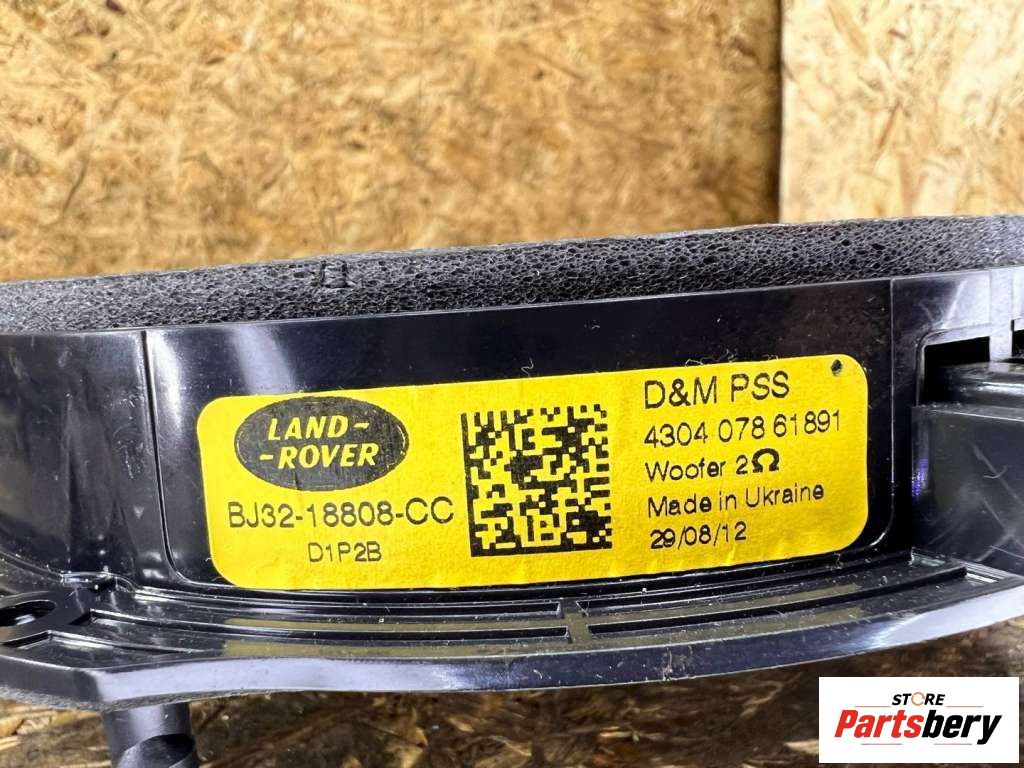 LAND-
-ROVER
BJ32-18808-CC
D1P2B
D&M PSS
4304 078 61891
Woofer 2Ω
Made in Ukraine
29/08/12
STORE
Partsbery